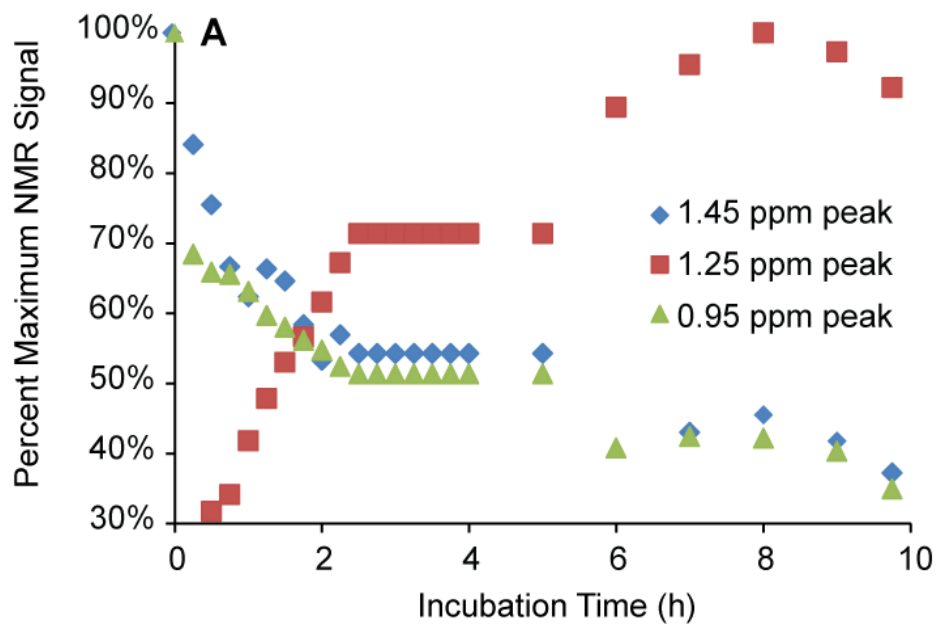 A
Percent Maximum NMR Signal
100%
90%
80%
70%
60%
50%
40%
30%
1.45 ppm peak
1.25 ppm peak
0.95 ppm peak
0 2 4 6 8 10
Incubation Time (h)